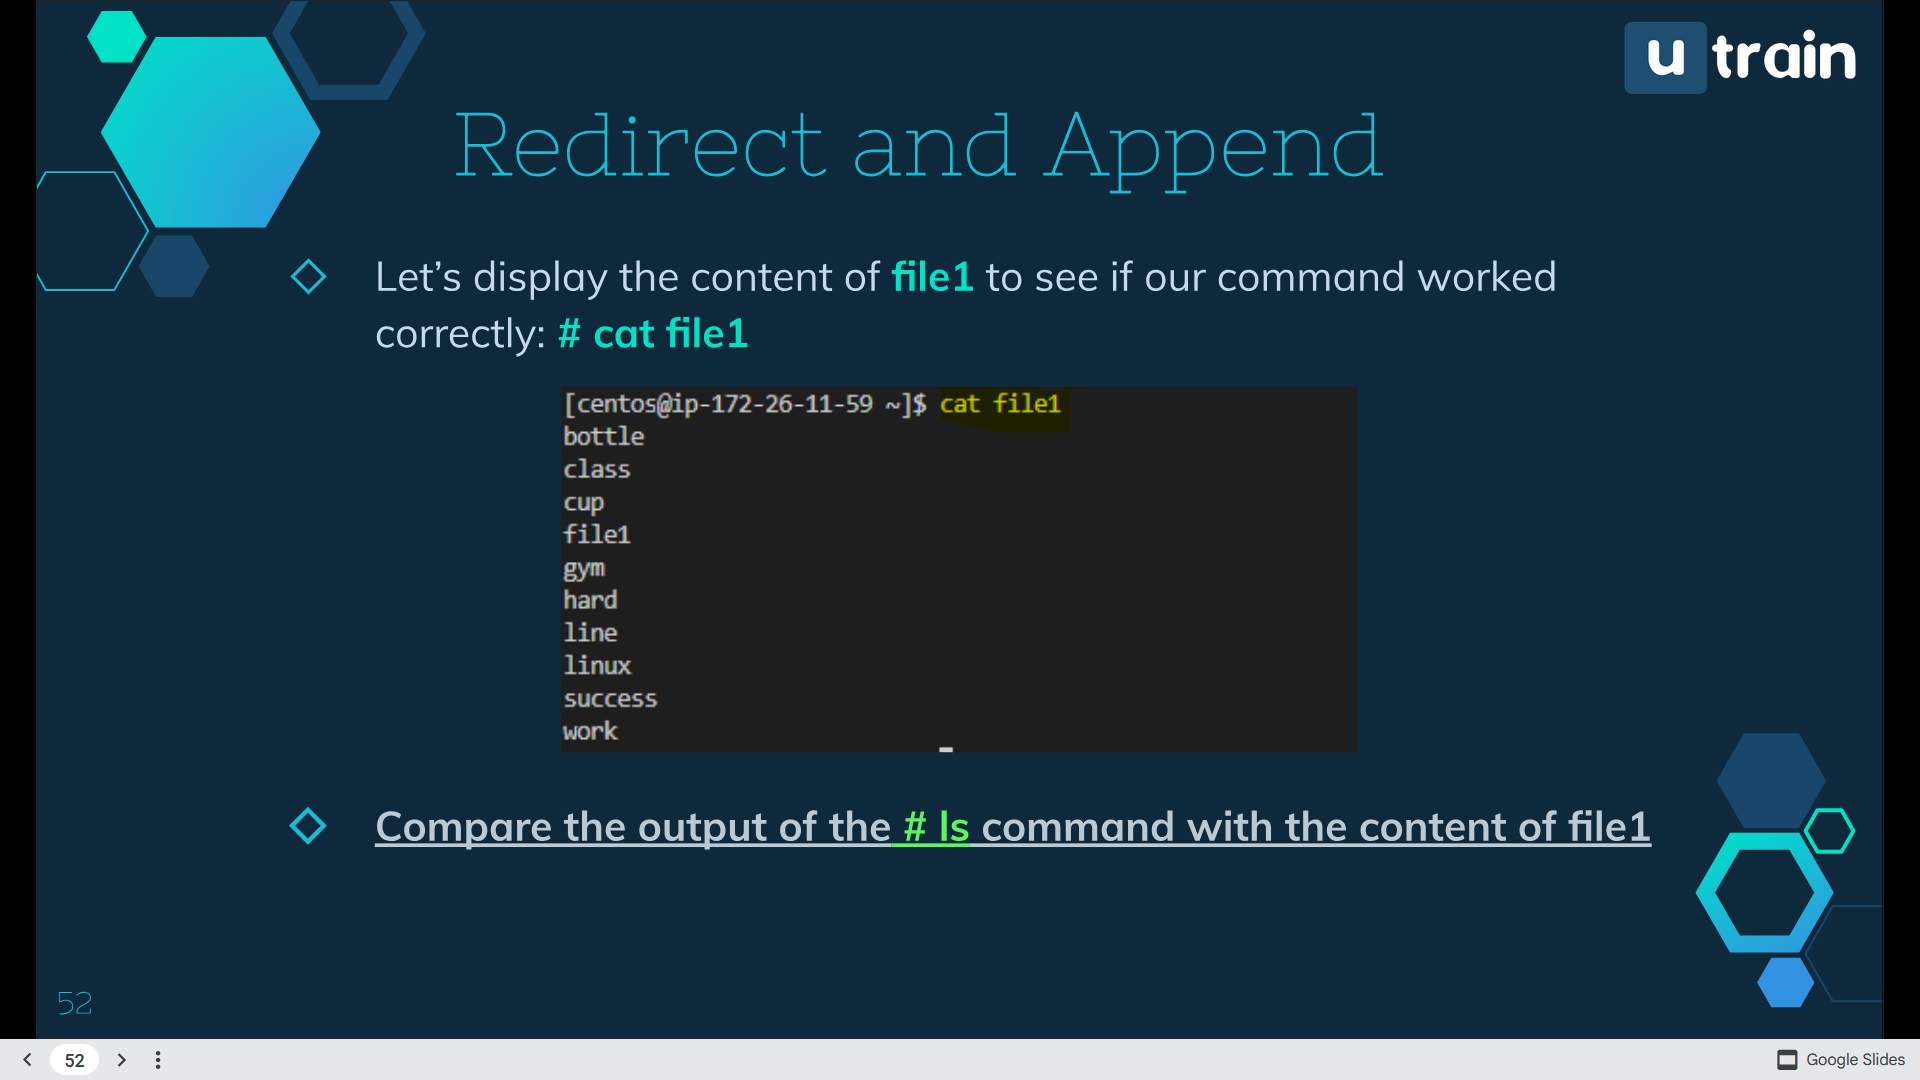 u train
Redirect and Append
Let’s display the content of file1 to see if our command worked
correctly: # cat file1
[centos@ip-172-26-11-59 ~]$ cat file1
bottle
class
cup
file1
gym
hard
line
linux
success
work
Compare the output of the # ls command with the content of file1
52
52
Google Slides